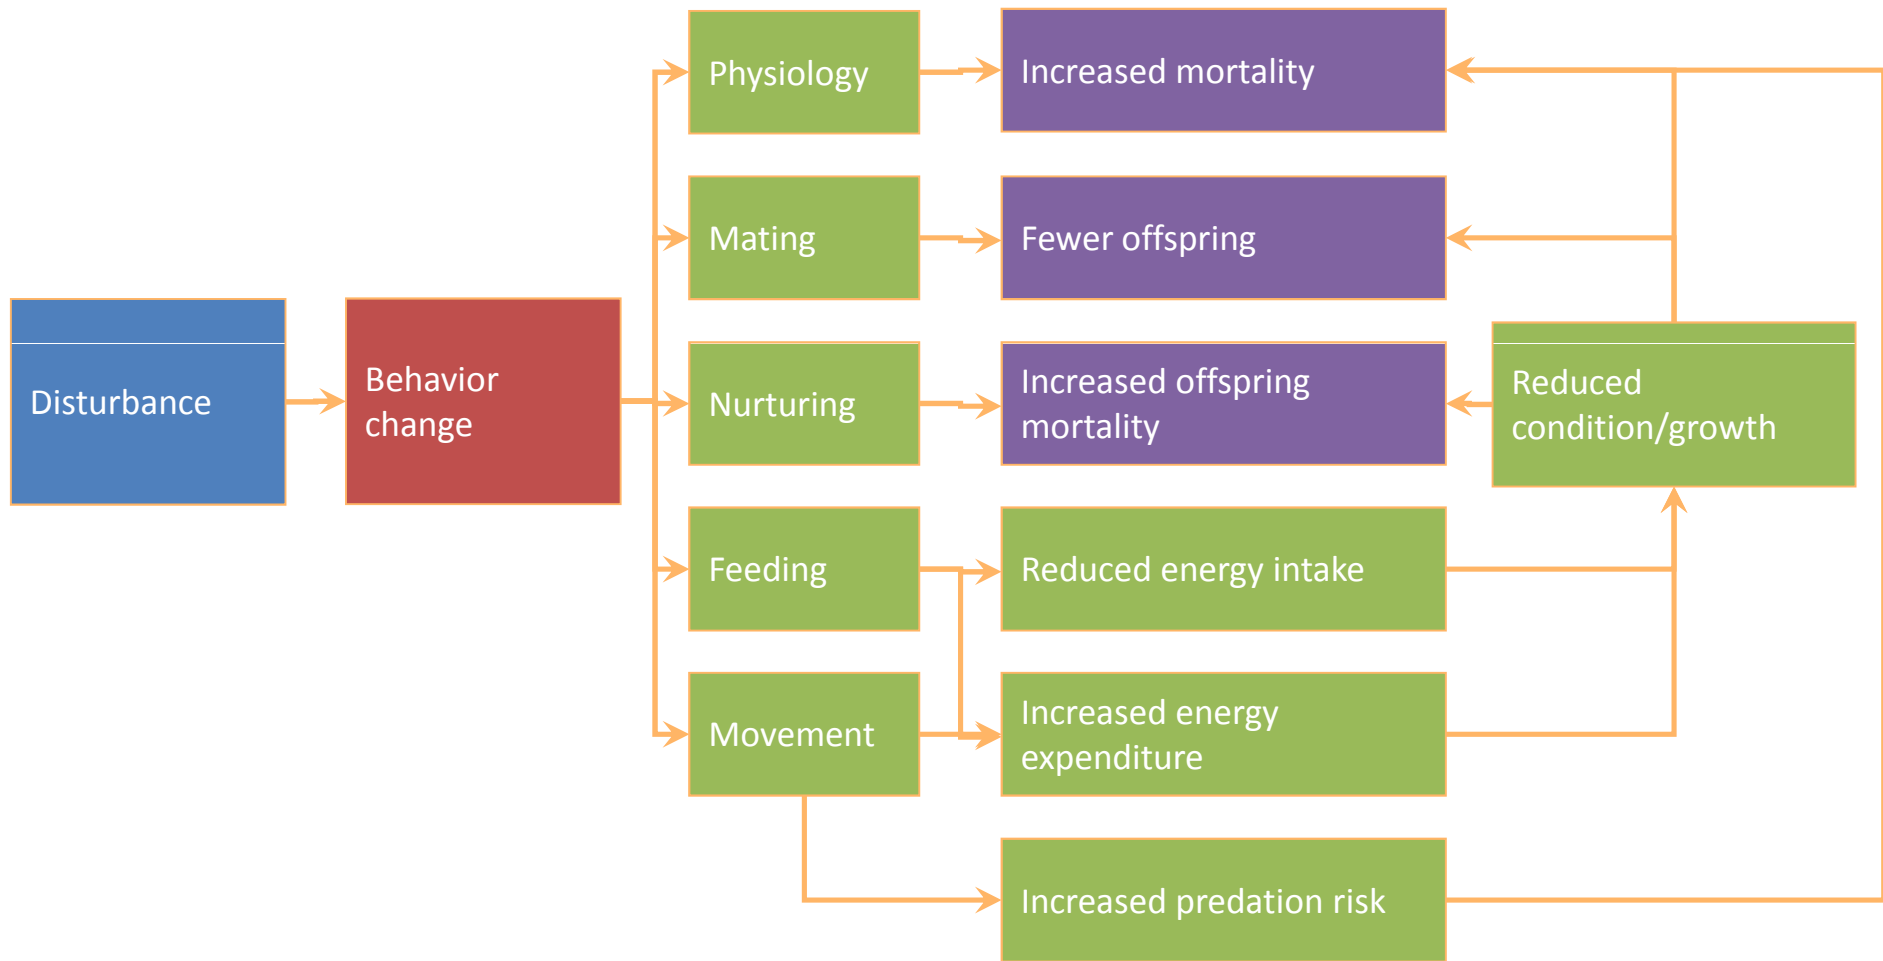 Disturbance
Behavior
change
Physiology
Mating
Nurturing
Feeding
Movement
Increased mortality
Fewer offspring
Increased offspring
mortality
Reduced energy intake
Increased energy
expenditure
Increased predation risk
Reduced
condition/growth